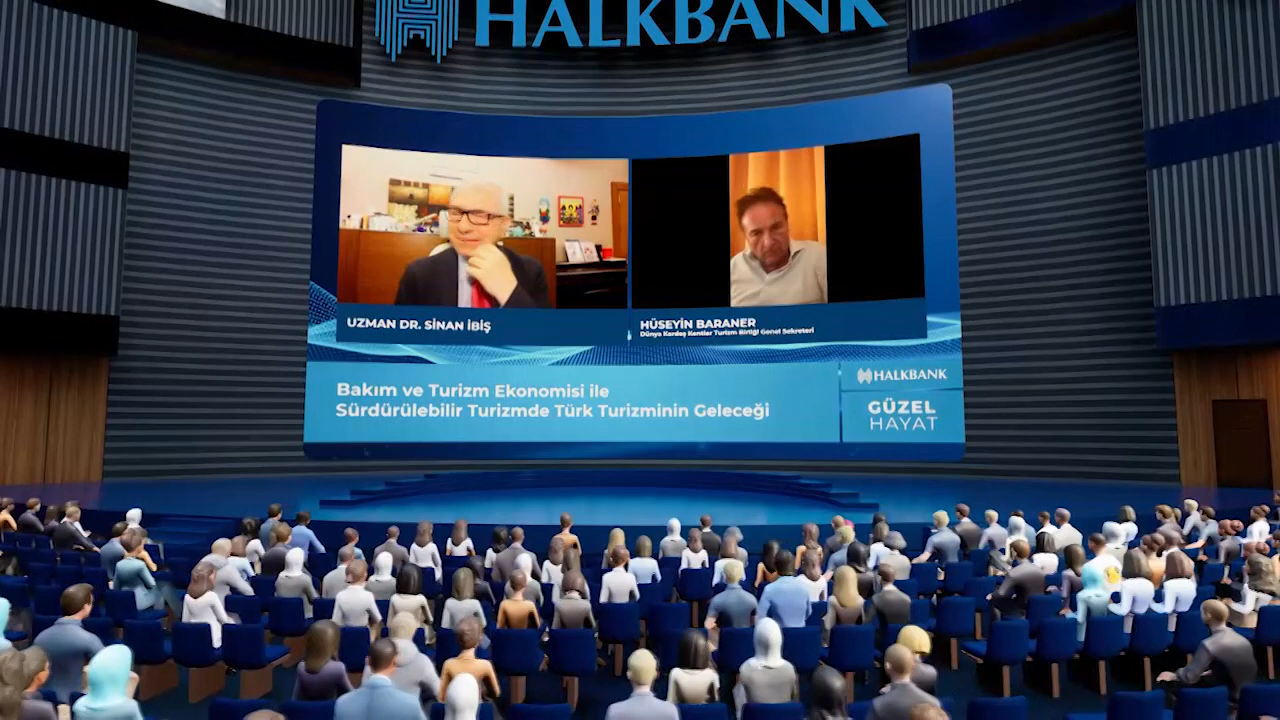 HALKBANK
UZMAN DR. SİNAN İBİŞ
HÜSEYİN BARANER
Dünya Kardeş Kentler Turizm Birliği Genel Sekreteri
Bakım ve Turizm Ekonomisi ile
Sürdürülebilir Turizmde Türk Turizminin Geleceği
HALKBANK
GÜZEL
HAYAT